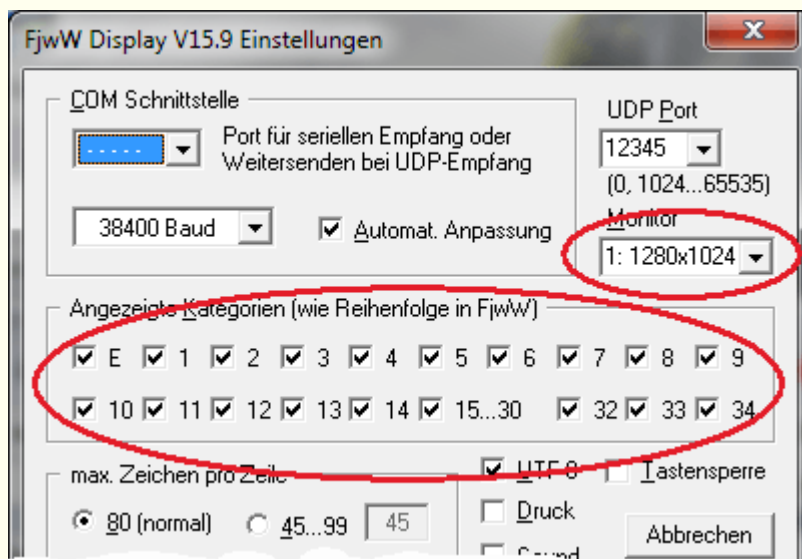 FjwW Display V15.9 Einstellungen
COM Schnittstelle
- - - - -
Port für seriellen Empfang oder
Weitersenden bei UDP-Empfang
38400 Baud
Automat. Anpassung
UDP Port
12345
(0, 1024...65535)
Monitor
1: 1280x1024
Angezeigte Kategorien (wie Reihenfolge in FjwW)
E 1 2 3 4 5 6 7 8 9
10 11 12 13 14 15...30 32 33 34
max. Zeichen pro Zeile
80 (normal) 45...99 45
UTF-8 Tastensperre
Druck
Sound
Abbrechen